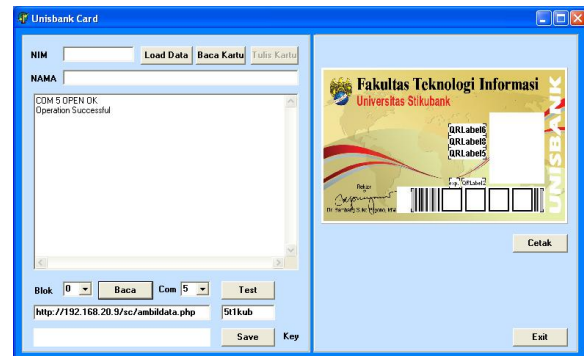 Unisbank Card
NIM Load Data Baca Kartu Tulis Kartu
NAMA
COM 5 OPEN OK
Operation Successful
Blok 0 Baca Com 5 Test
http://192.168.20.9/sc/ambildata.php 5t1kub
Save Key
Fakultas Teknologi Informasi
Universitas Stikubank
QRLabel6
QRLabel8
QRLabel5
QRLabel2
Rektor
UNISBANK
Cetak
Exit